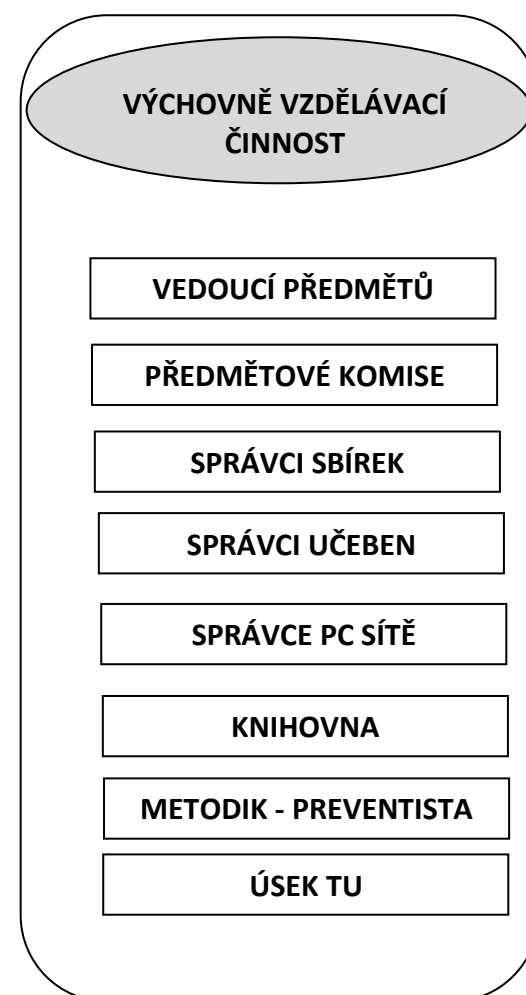 VÝCHOVNĚ VZDĚLÁVACÍ
ČINNOST
VEDOUCÍ PŘEDMĚTŮ
PŘEDMĚTOVÉ KOMISE
SPRÁVCI SBÍREK
SPRÁVCI UČEBEN
SPRÁVCE PC SÍTĚ
KNIHOVNA
METODIK - PREVENTISTA
ÚSEK TU